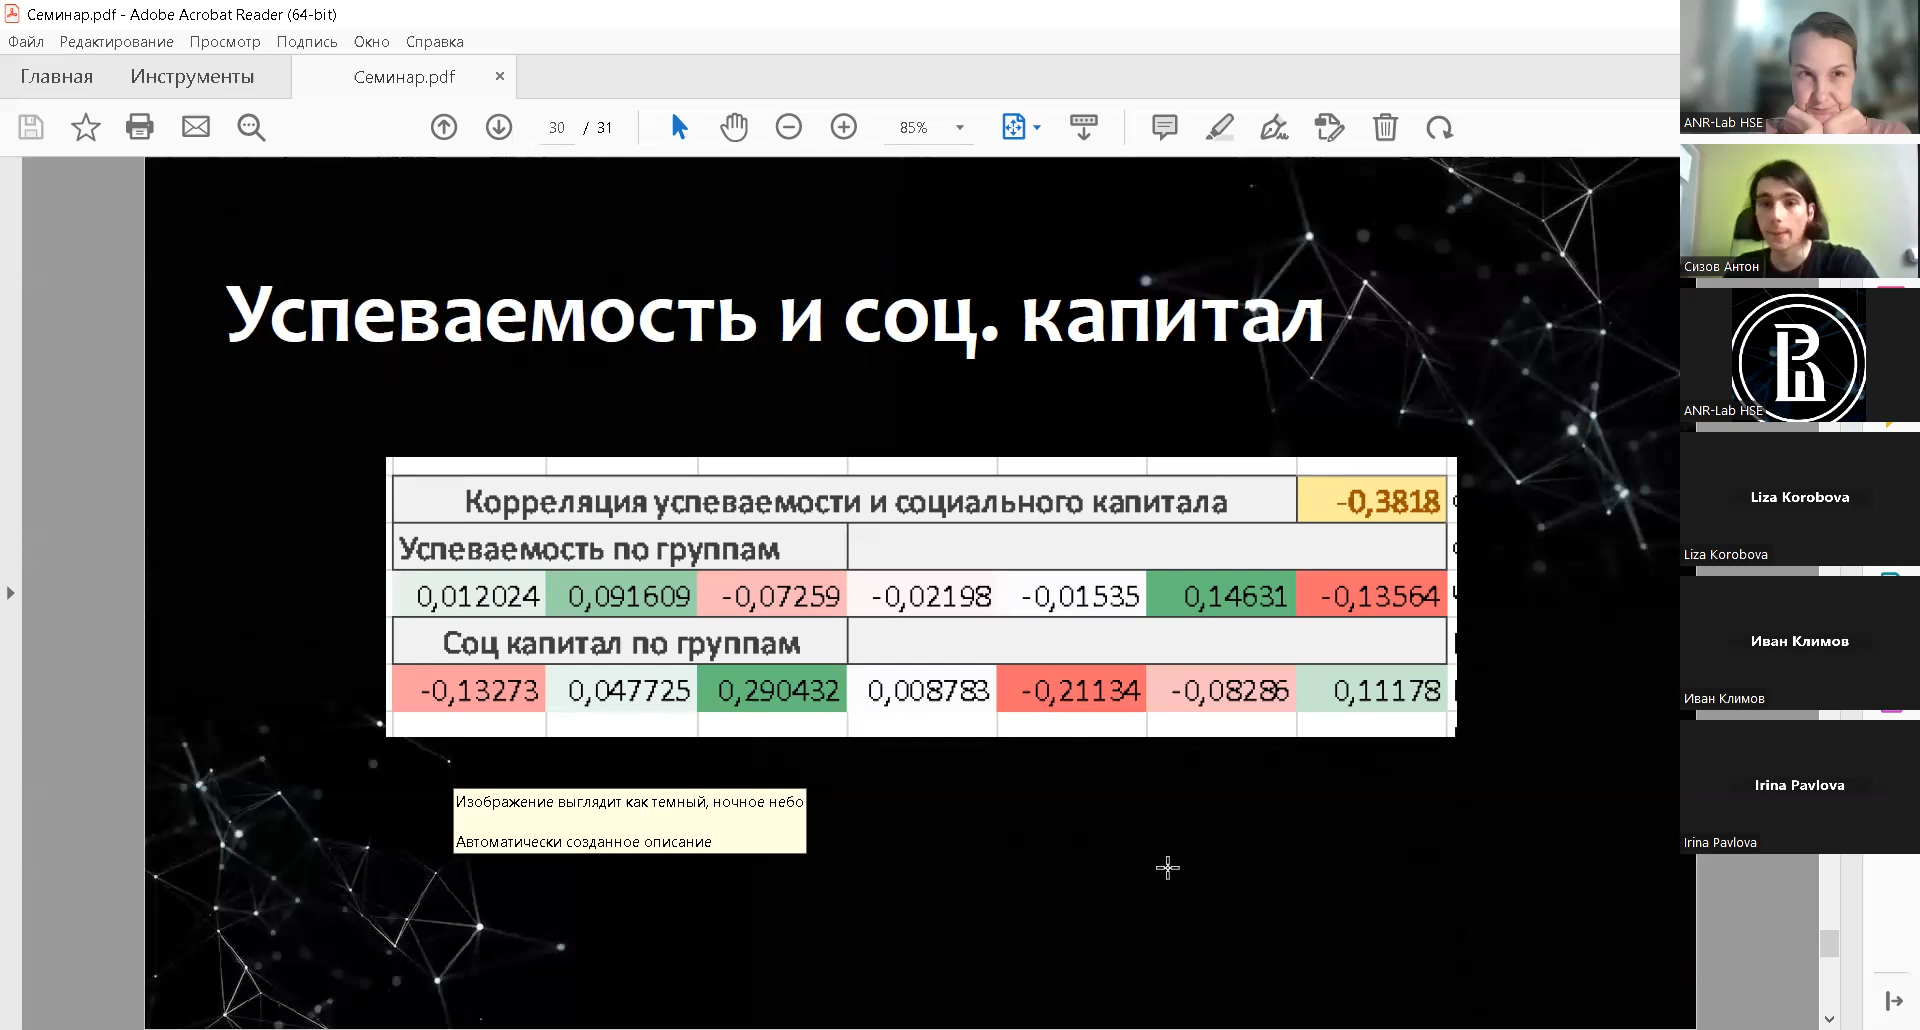 Семинар.pdf - Adobe Acrobat Reader (64-bit)
Файл Редактирование Просмотр Подпись Окно Справка
Главная Инструменты Семинар.pdf ×
30 / 31 85%
Успеваемость и соц. капитал
Корреляция успеваемости и социального капитала -0,3818
Успеваемость по группам
0,012024 0,091609 -0,07259 -0,02198 -0,01535 0,14631 -0,13564
Соц капитал по группам
-0,13273 0,047725 0,290432 0,008783 -0,21134 -0,08286 0,11178
Изображение выглядит как темный, ночное небо
Автоматически созданное описание
ANR-Lab HSE
Сизов Антон
ANR-Lab HSE
Liza Korobova
Liza Korobova
Иван Климов
Иван Климов
Irina Pavlova
Irina Pavlova